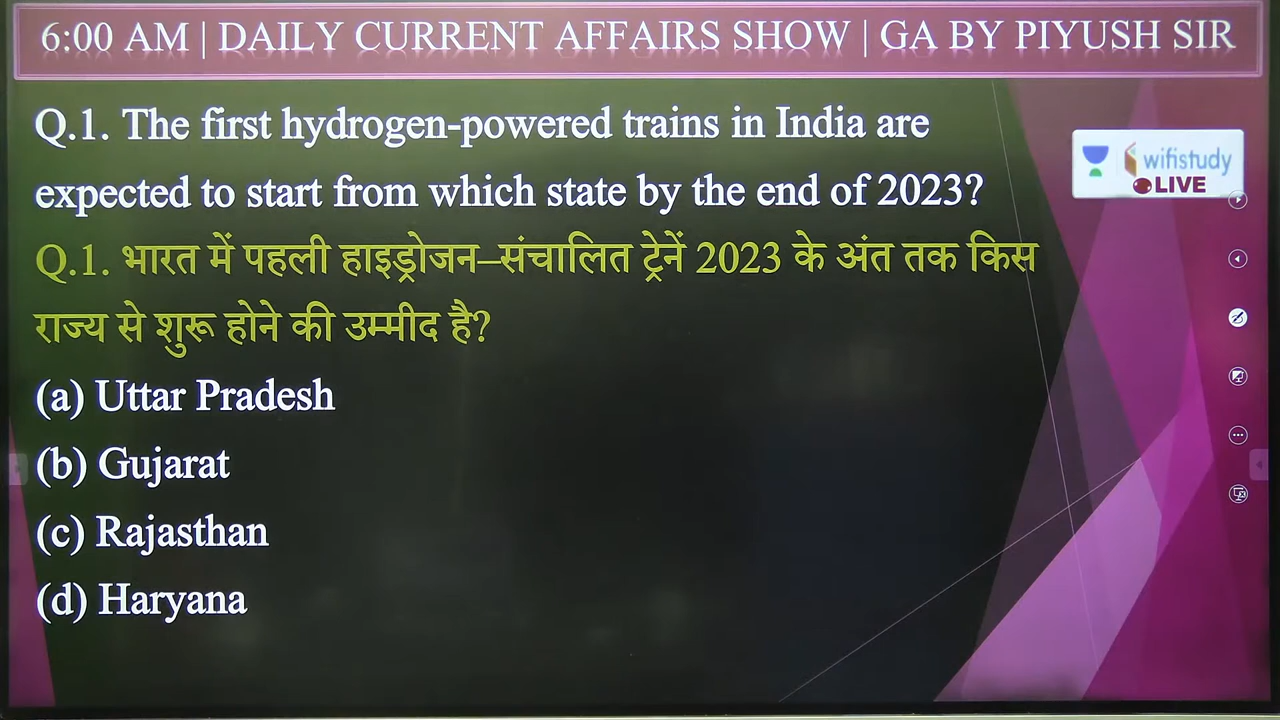 6:00 AM | DAILY CURRENT AFFAIRS SHOW | GA BY PIYUSH SIR
Q.1. The first hydrogen-powered trains in India are
expected to start from which state by the end of 2023?
wifistudy
LIVE
Q.1. भारत में पहली हाइड्रोजन–संचालित ट्रेनें 2023 के अंत तक किस
राज्य से शुरू होने की उम्मीद है?
(a) Uttar Pradesh
(b) Gujarat
(c) Rajasthan
(d) Haryana